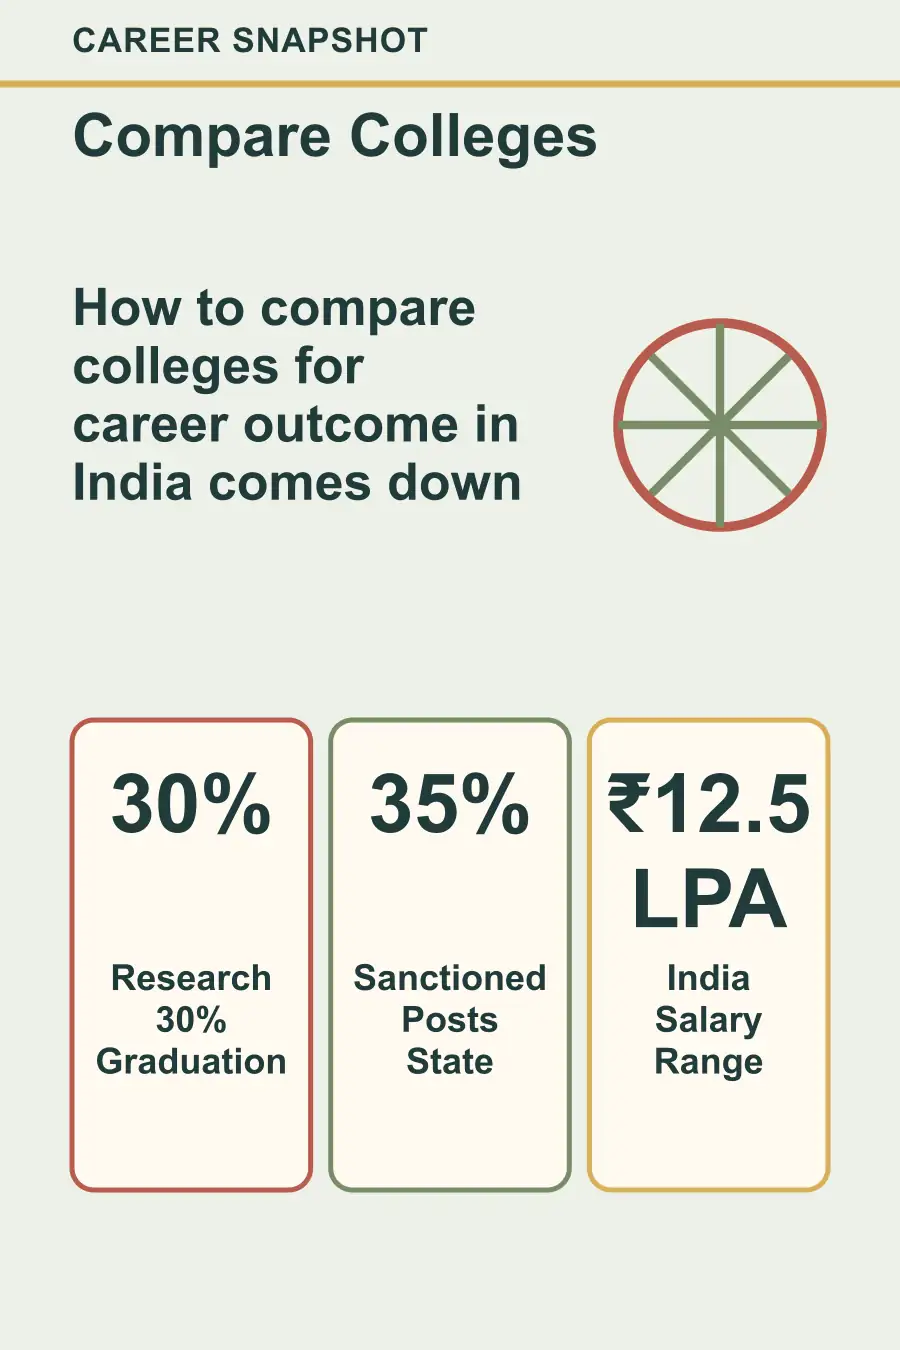 CAREER SNAPSHOT
Compare Colleges
How to compare
colleges for
career outcome in
India comes down
30%
Research
30%
Graduation
35%
Sanctioned
Posts
State
₹12.5
LPA
India
Salary
Range